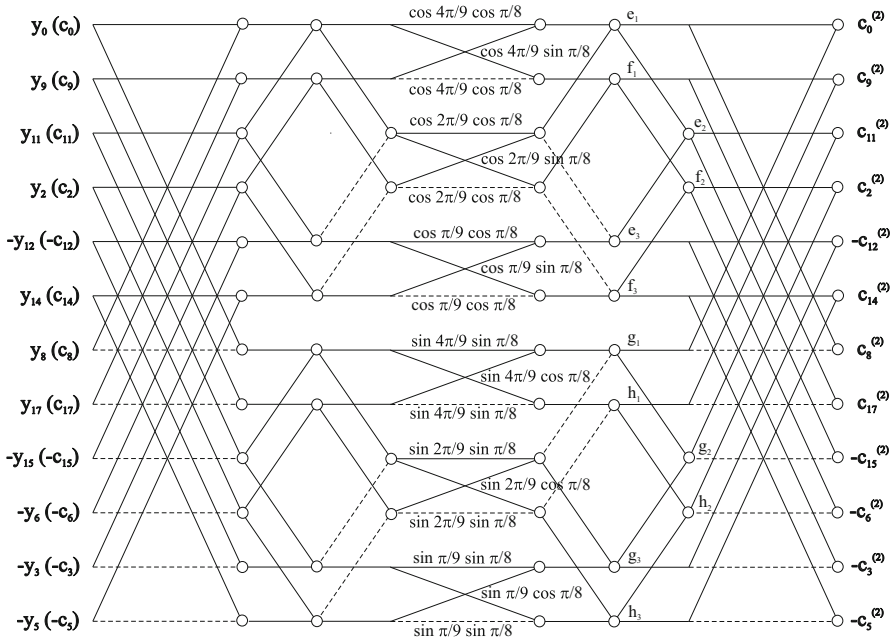 y₀ (c₀) cos 4π/9 cos π/8 e₁ c₀⁽²⁾
cos 4π/9 sin π/8
y₉ (c₉) cos 4π/9 cos π/8 f₁ c₉⁽²⁾
y₁₁ (c₁₁) cos 2π/9 cos π/8 e₂ c₁₁⁽²⁾
cos 2π/9 sin π/8
y₂ (c₂) cos 2π/9 cos π/8 f₂ c₂⁽²⁾
-y₁₂ (-c₁₂) cos π/9 cos π/8 e₃ -c₁₂⁽²⁾
cos π/9 sin π/8
y₁₄ (c₁₄) cos π/9 cos π/8 f₃ c₁₄⁽²⁾
y₈ (c₈) sin 4π/9 sin π/8 g₁ c₈⁽²⁾
sin 4π/9 cos π/8
y₁₇ (c₁₇) sin 4π/9 sin π/8 h₁ c₁₇⁽²⁾
-y₁₅ (-c₁₅) sin 2π/9 sin π/8 g₂ -c₁₅⁽²⁾
sin 2π/9 cos π/8
-y₆ (-c₆) sin 2π/9 sin π/8 h₂ -c₆⁽²⁾
-y₃ (-c₃) sin π/9 sin π/8 g₃ -c₃⁽²⁾
sin π/9 cos π/8
-y₅ (-c₅) sin π/9 sin π/8 h₃ -c₅⁽²⁾